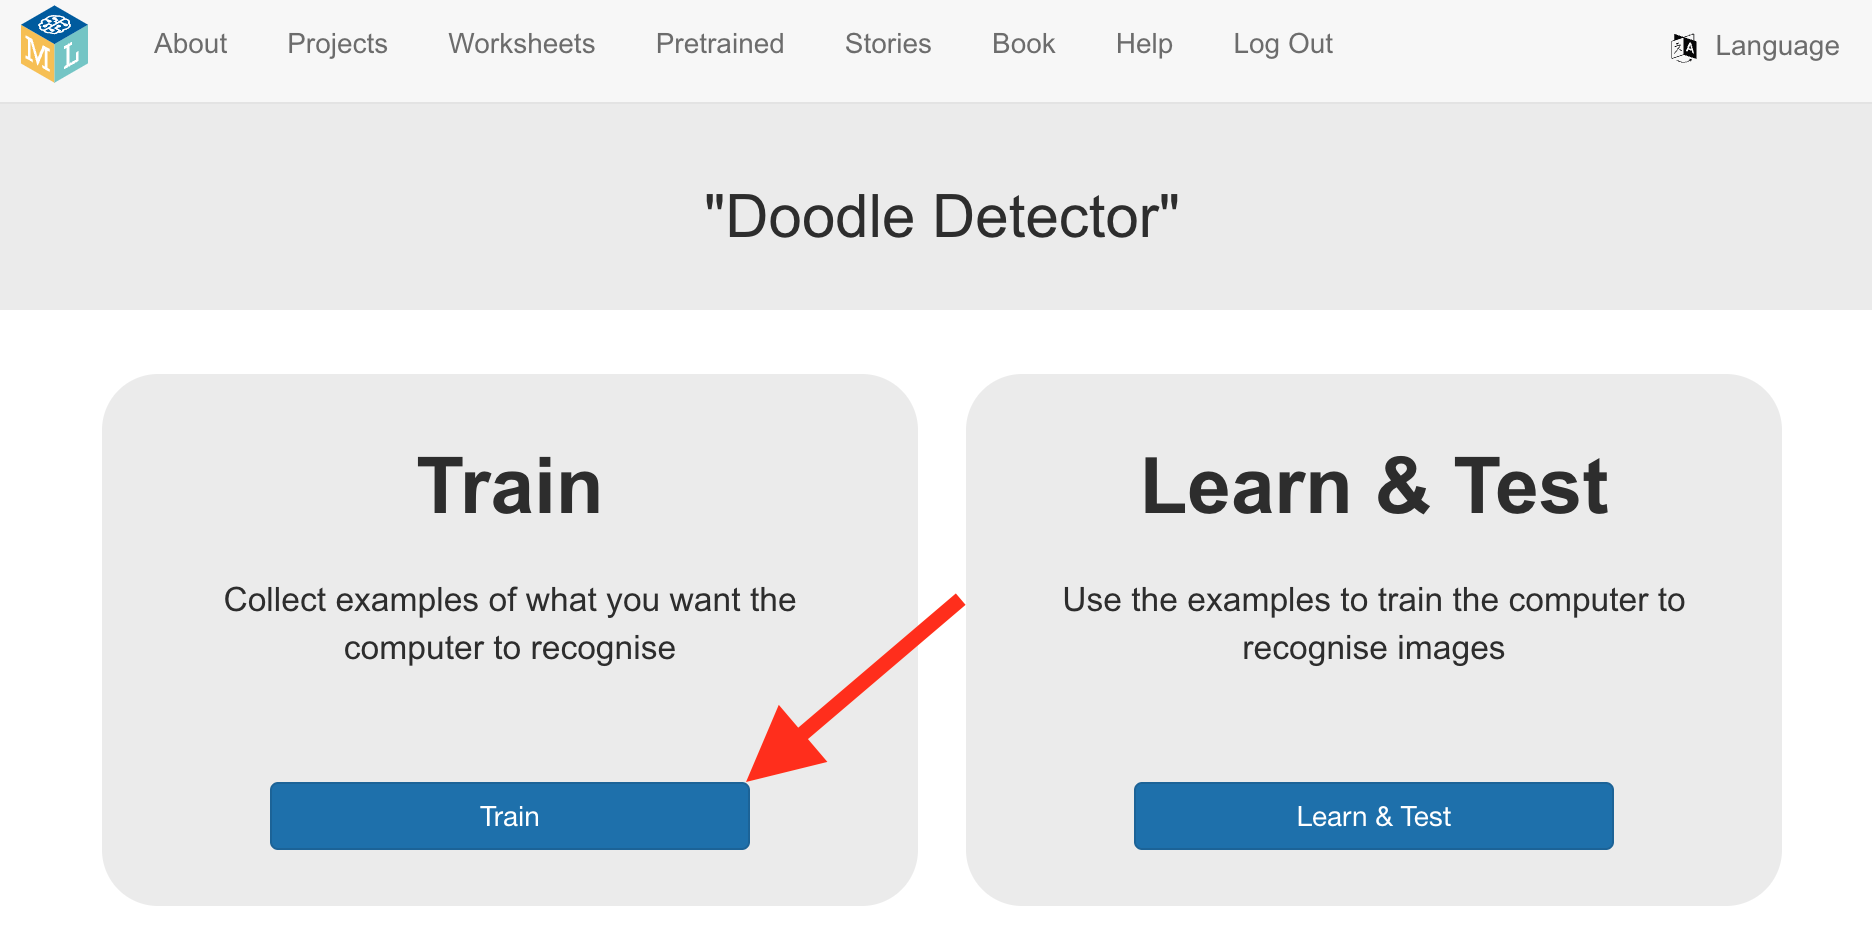 M L
About Projects Worksheets Pretrained Stories Book Help Log Out Language
"Doodle Detector"
Train
Collect examples of what you want the
computer to recognise
Train
Learn & Test
Use the examples to train the computer to
recognise images
Learn & Test